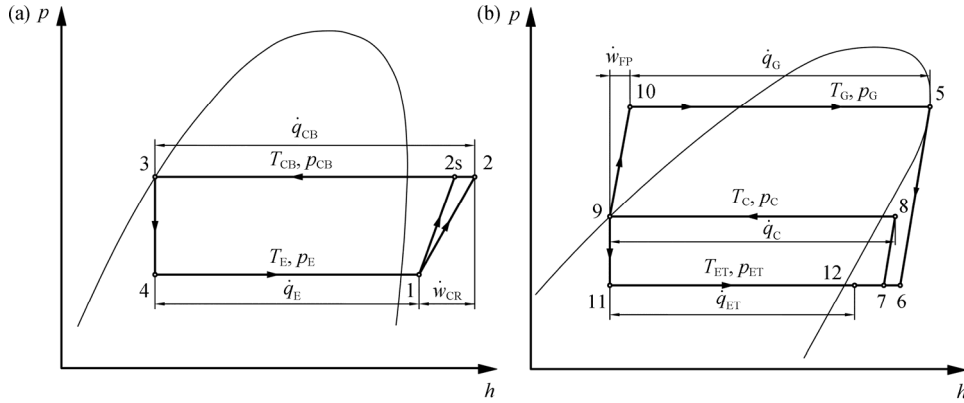 (a) p
q̇CB
3 TCB, pCB 2s 2
TE, pE
4 q̇E 1 ẇCR
h
(b) p
ẇFP q̇G
10 TG, pG 5
9 TC, pC 8
q̇C
TET, pET 12
11 q̇ET 7 6
h